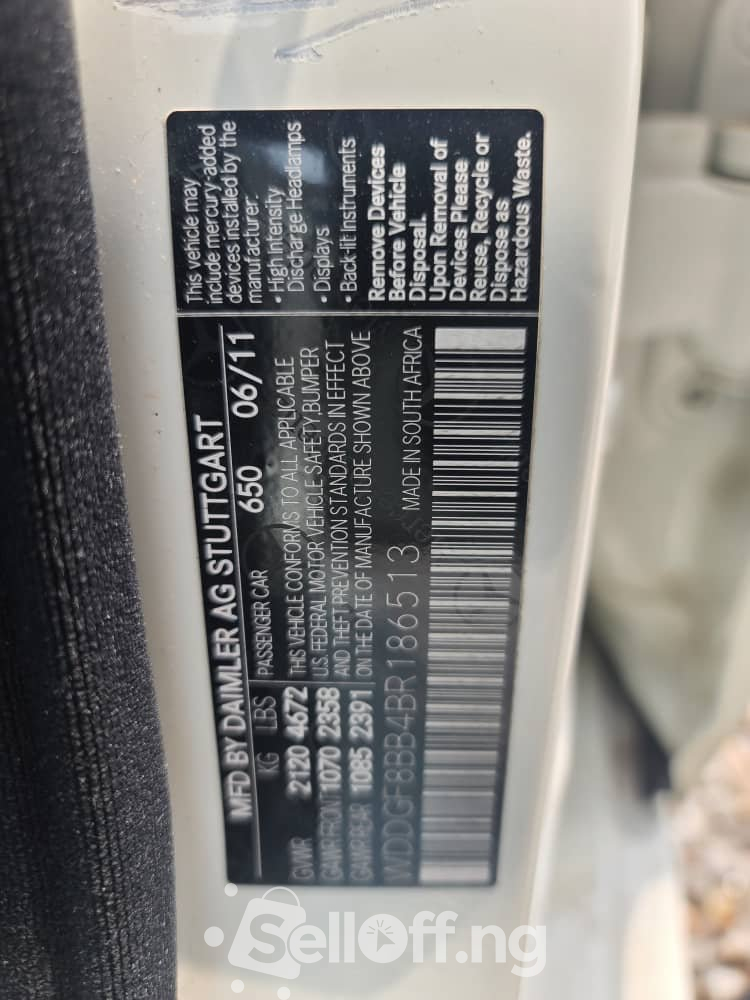 MFD BY DAIMLER AG STUTTGART
KG LBS 650 06/11
GVWR 2120 4672 PASSENGER CAR
GAWR FRONT 1070 2358 THIS VEHICLE CONFORMS TO ALL APPLICABLE
GAWR REAR 1085 2391 U.S. FEDERAL MOTOR VEHICLE SAFETY, BUMPER
AND THEFT PREVENTION STANDARDS IN EFFECT
ON THE DATE OF MANUFACTURE SHOWN ABOVE
WDDGF8BB4BR186513 MADE IN SOUTH AFRICA
This vehicle may
include mercury-added
devices installed by the
manufacturer:
• High Intensity
Discharge Headlamps
• Displays
• Back-lit Instruments
Remove Devices
Before Vehicle
Disposal.
Upon Removal of
Devices Please
Reuse, Recycle or
Dispose as
Hazardous Waste.
SellOff.ng